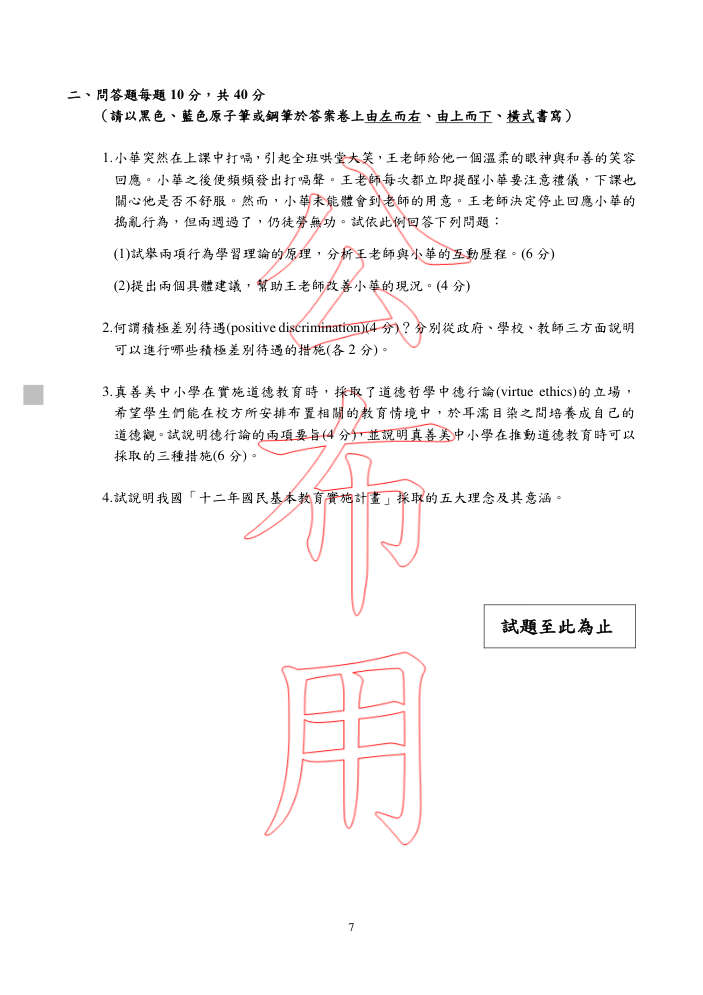 二、問答題每題 10 分，共 40 分
（請以黑色、藍色原子筆或鋼筆於答案卷上由左而右、由上而下、橫式書寫）
1.小華突然在上課中打嗝，引起全班哄堂大笑，王老師給他一個溫柔的眼神與和善的笑容
回應。小華之後便頻頻發出打嗝聲。王老師每次都立即提醒小華要注意禮儀，下課也
關心他是否不舒服。然而，小華未能體會到老師的用意。王老師決定停止回應小華的
搗亂行為，但兩週過了，仍徒勞無功。試依此例回答下列問題：
(1)試舉兩項行為學習理論的原理，分析王老師與小華的互動歷程。(6 分)
(2)提出兩個具體建議，幫助王老師改善小華的現況。(4 分)
2.何謂積極差別待遇(positive discrimination)(4 分)？分別從政府、學校、教師三方面說明
可以進行哪些積極差別待遇的措施(各 2 分)。
3.真善美中小學在實施道德教育時，採取了道德哲學中德行論(virtue ethics)的立場，
希望學生們能在校方所安排布置相關的教育情境中，於耳濡目染之間培養成自己的
道德觀。試說明德行論的兩項要旨(4 分)，並說明真善美中小學在推動道德教育時可以
採取的三種措施(6 分)。
4.試說明我國「十二年國民基本教育實施計畫」採取的五大理念及其意涵。
試題至此為止
公布用
7